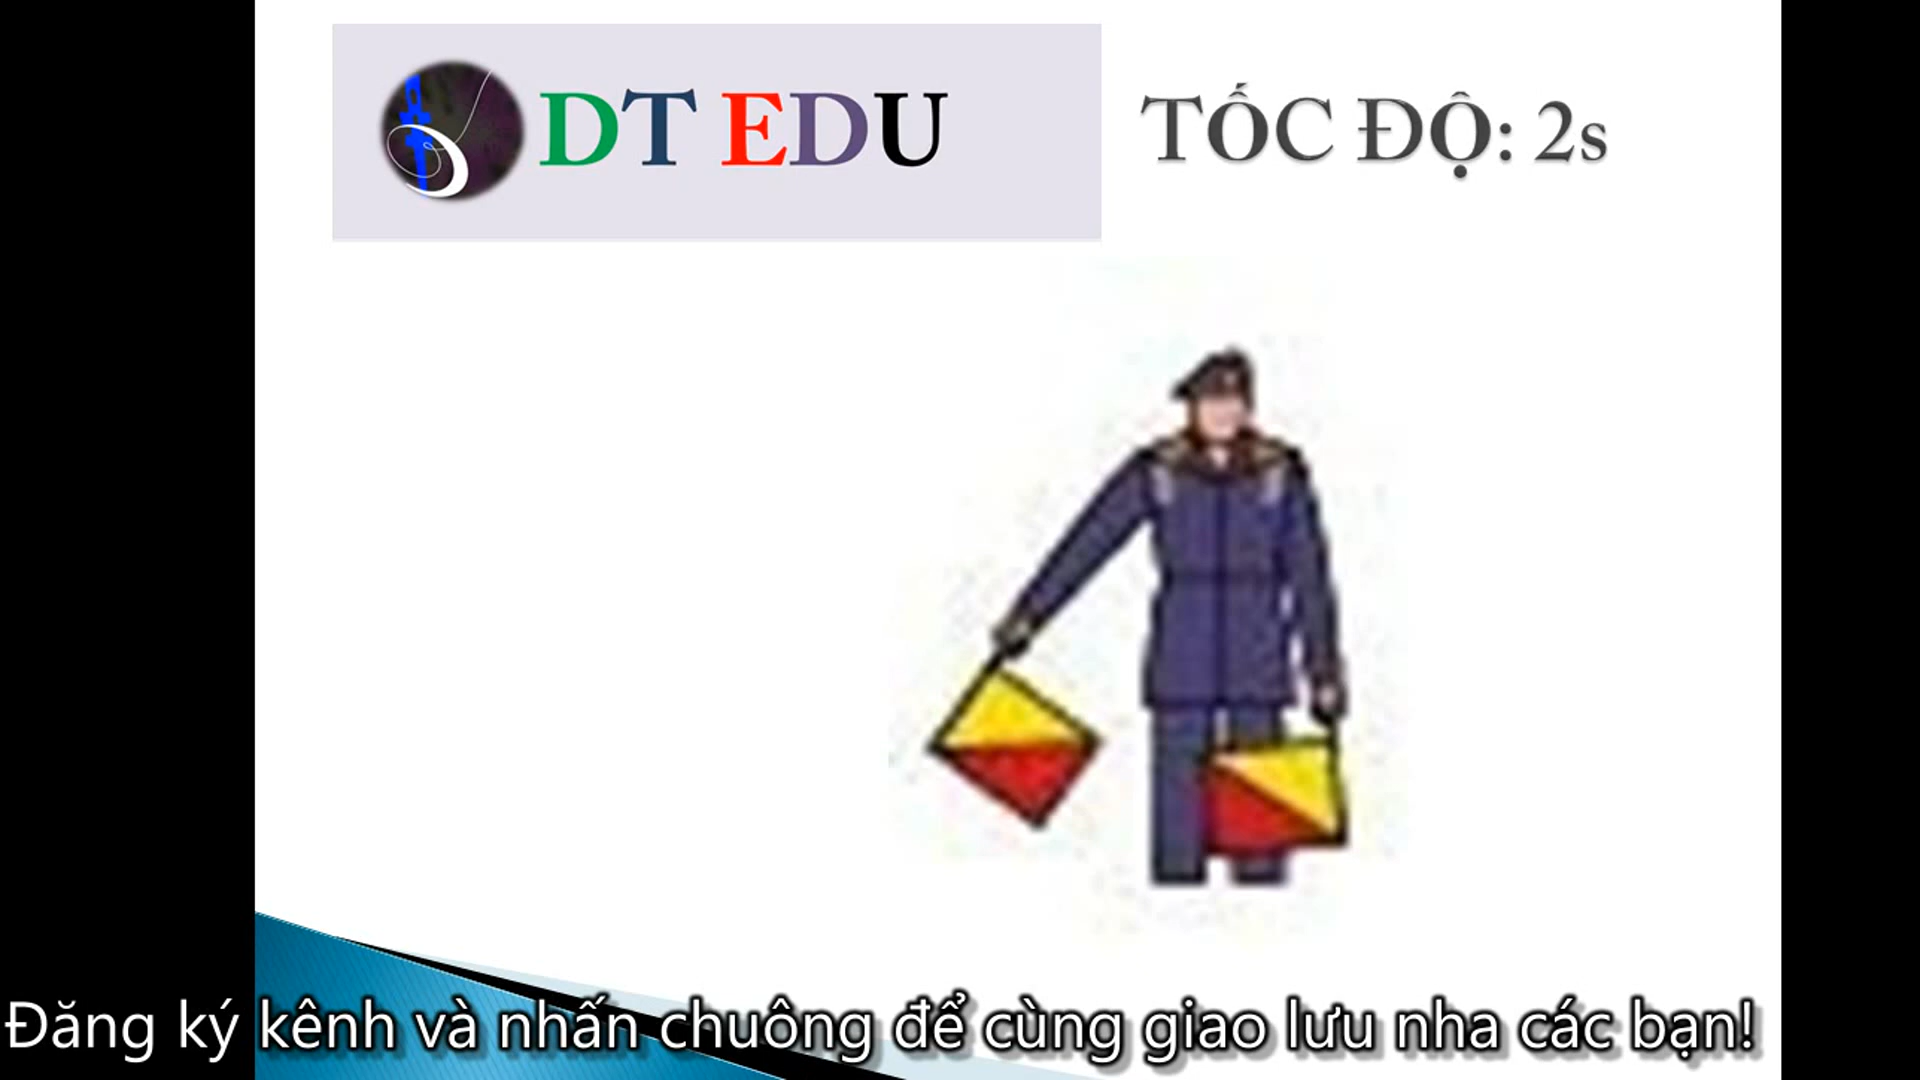 DT EDU
TỐC ĐỘ: 2s
Đăng ký kênh và nhấn chuông để cùng giao lưu nha các bạn!